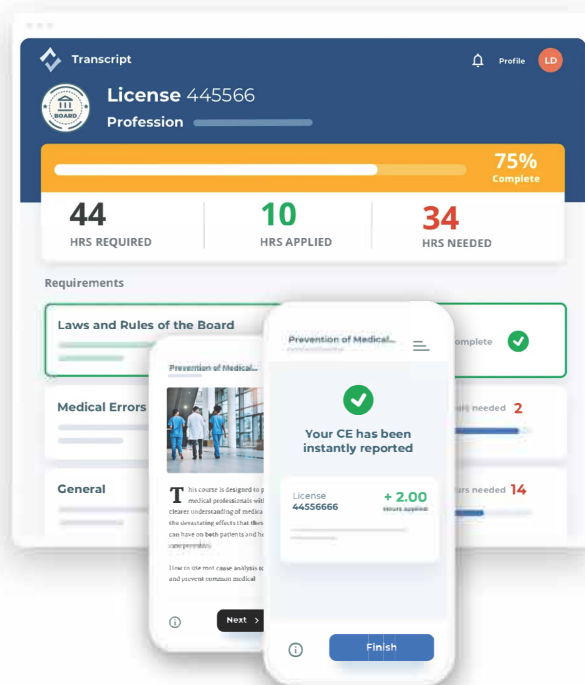 Transcript
Profile LD
License 445566
BOARD
Profession
75%
Complete
44
HRS REQUIRED
10
HRS APPLIED
34
HRS NEEDED
Requirements
Laws and Rules of the Board
omplete
Medical Errors
needed 2
General
needed 14
Prevention of Medical...
This course is designed to p
medical professionals with
clearer understanding of medica
the devastating effects that thes
can have on both patients and he
care providers
How to use root cause analysis to
and prevent common medical
Next >
Prevention of Medical...
Your CE has been
instantly reported
License
44556666
+ 2.00
Hours applied
Finish